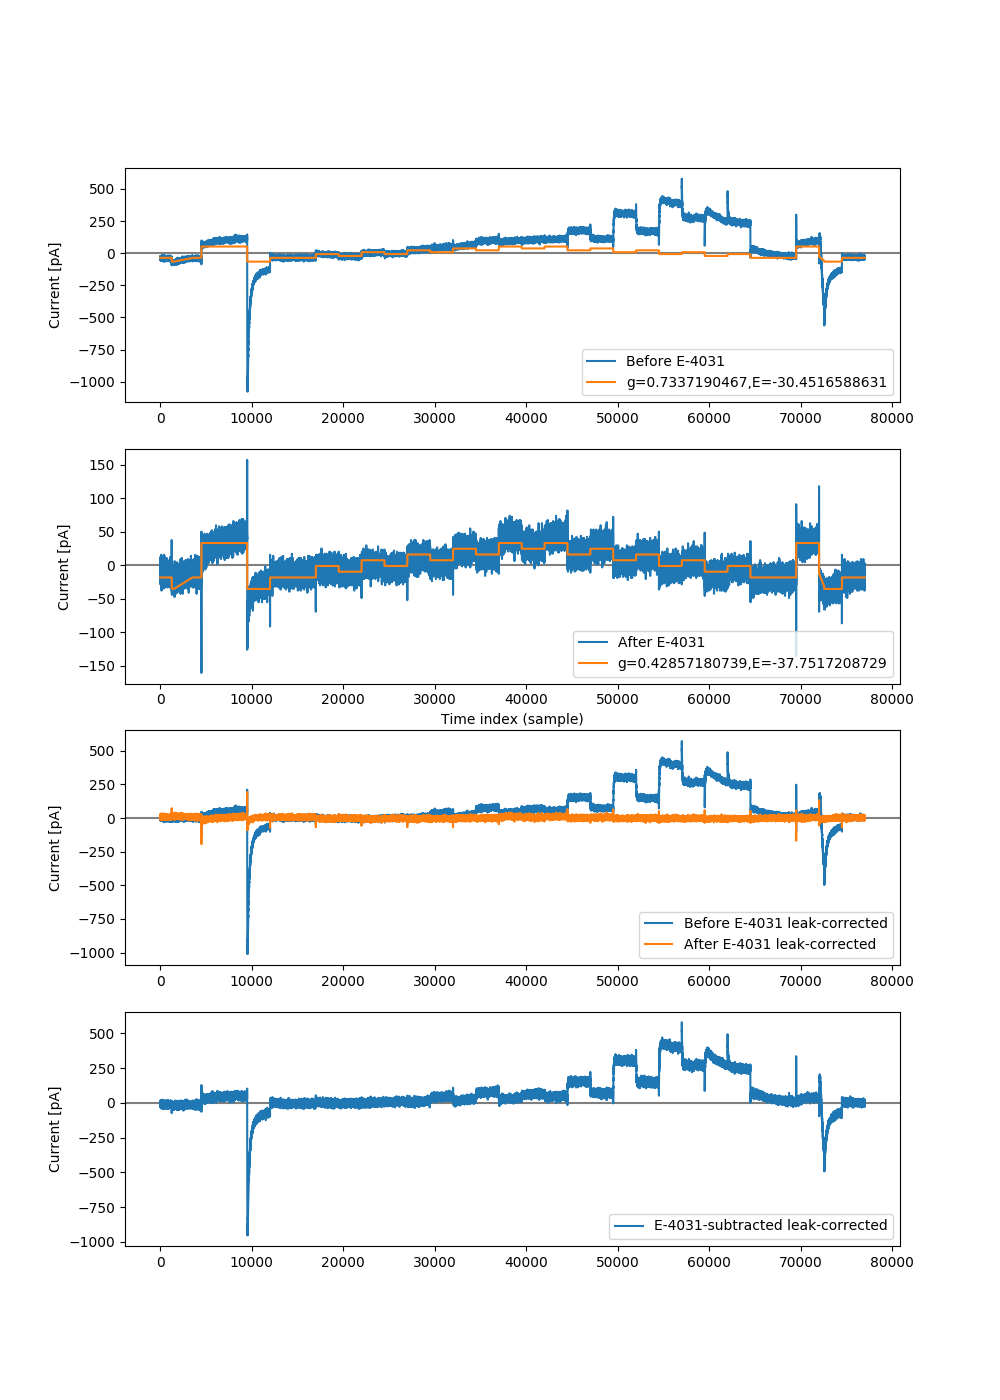 500
250
0
−250
−500
−750
−1000
Current [pA]
Before E-4031
g=0.7337190467,E=-30.4516588631
0 10000 20000 30000 40000 50000 60000 70000 80000
150
100
50
0
−50
−100
−150
Current [pA]
After E-4031
g=0.42857180739,E=-37.7517208729
0 10000 20000 30000 40000 50000 60000 70000 80000
Time index (sample)
500
250
0
−250
−500
−750
−1000
Current [pA]
Before E-4031 leak-corrected
After E-4031 leak-corrected
0 10000 20000 30000 40000 50000 60000 70000 80000
500
250
0
−250
−500
−750
−1000
Current [pA]
E-4031-subtracted leak-corrected
0 10000 20000 30000 40000 50000 60000 70000 80000